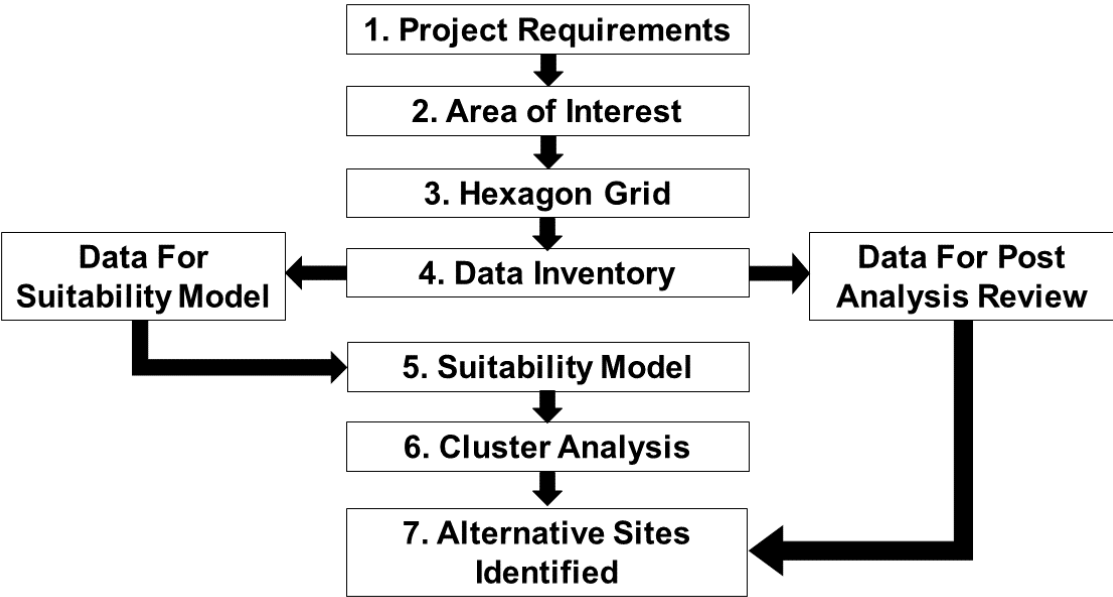 1. Project Requirements
2. Area of Interest
3. Hexagon Grid
Data For
Suitability Model
4. Data Inventory
Data For Post
Analysis Review
5. Suitability Model
6. Cluster Analysis
7. Alternative Sites
Identified